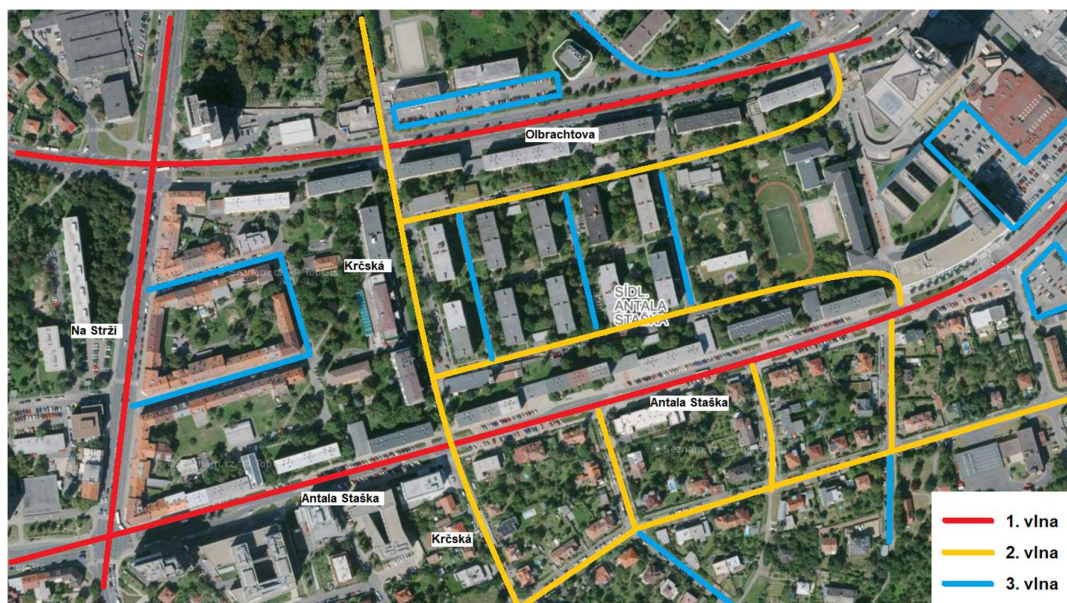 Olbrachtova
Krčská
SÍDL.
ANTALA
STAŠKA
Na Strži
Antala Staška
Antala Staška
Krčská
1. vlna
2. vlna
3. vlna